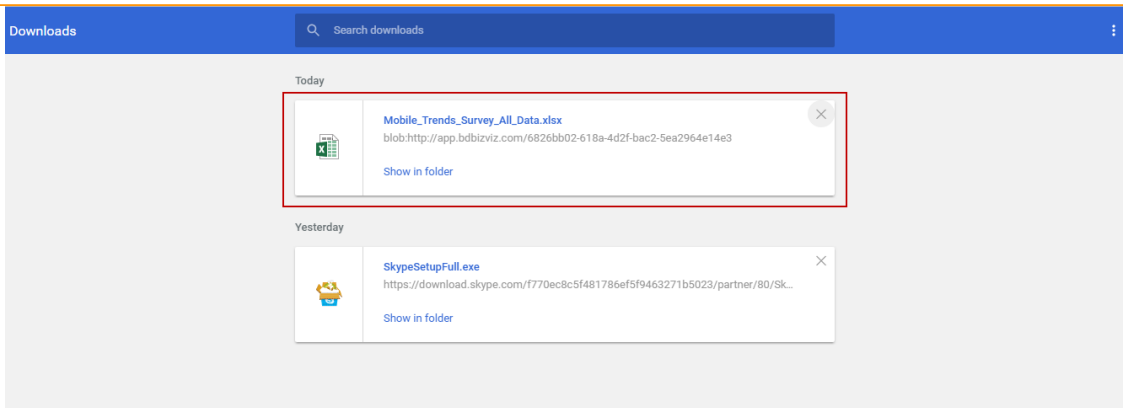 Downloads
Search downloads
Today
Mobile_Trends_Survey_All_Data.xlsx
blob:http://app.bdbizviz.com/6826bb02-618a-4d2f-bac2-5ea2964e14e3
Show in folder
Yesterday
SkypeSetupFull.exe
https://download.skype.com/f770ec8c5f481786ef5f9463271b5023/partner/80/Sk...
Show in folder